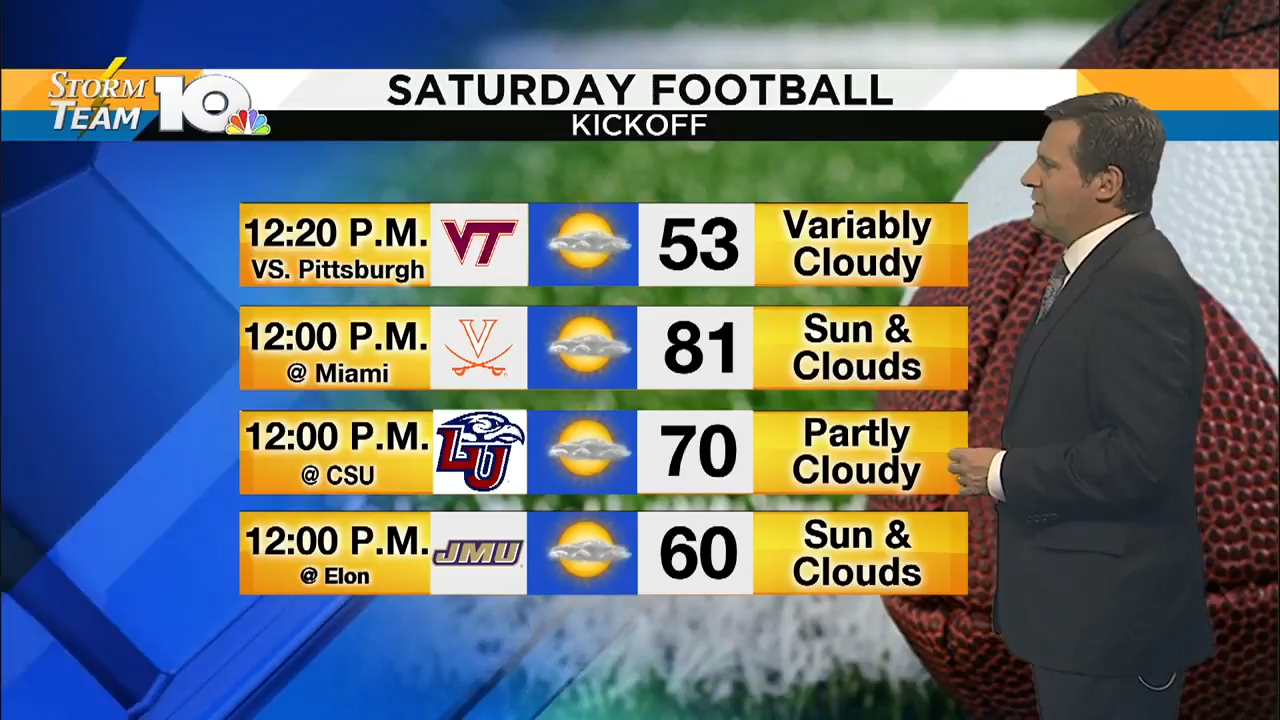 STORM
TEAM 10
SATURDAY FOOTBALL
KICKOFF
12:20 P.M.
VS. Pittsburgh
VT
53
Variably
Cloudy
12:00 P.M.
@ Miami
V
81
Sun &
Clouds
12:00 P.M.
@ CSU
LU
70
Partly
Cloudy
12:00 P.M.
@ Elon
JMU
60
Sun &
Clouds